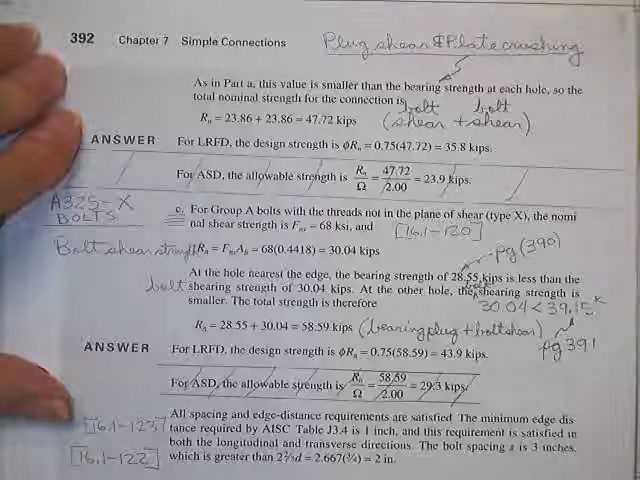 392 Chapter 7 Simple Connections
Plug shear & Plate crushing
As in Part a, this value is smaller than the bearing strength at each hole, so the
total nominal strength for the connection is
bolt bolt
Rn = 23.86 + 23.86 = 47.72 kips
(shear + shear)
ANSWER For LRFD, the design strength is ϕRn = 0.75(47.72) = 35.8 kips.
For ASD, the allowable strength is Rn/Ω = 47.72/2.00 = 23.9 kips.
A325-X
BOLTS
c. For Group A bolts with the threads not in the plane of shear (type X), the nomi
nal shear strength is Fnv = 68 ksi, and
[16.1-120]
Bolt shear strength Rn = FnvAb = 68(0.4418) = 30.04 kips
pg(390)
At the hole nearest the edge, the bearing strength of 28.55 kips is less than the
bolt shearing strength of 30.04 kips. At the other hole, the bolt shearing strength is
smaller. The total strength is therefore
30.04 < 39.15 K
Rn = 28.55 + 30.04 = 58.59 kips (bearing plug + bolt shear)
pg 391
ANSWER For LRFD, the design strength is ϕRn = 0.75(58.59) = 43.9 kips.
For ASD, the allowable strength is Rn/Ω = 58.59/2.00 = 29.3 kips.
All spacing and edge-distance requirements are satisfied. The minimum edge dis-
[16.1-123] tance required by AISC Table J3.4 is 1 inch, and this requirement is satisfied in
both the longitudinal and transverse directions. The bolt spacing s is 3 inches,
[16.1-122] which is greater than 2⅔d = 2.667(¾) = 2 in.